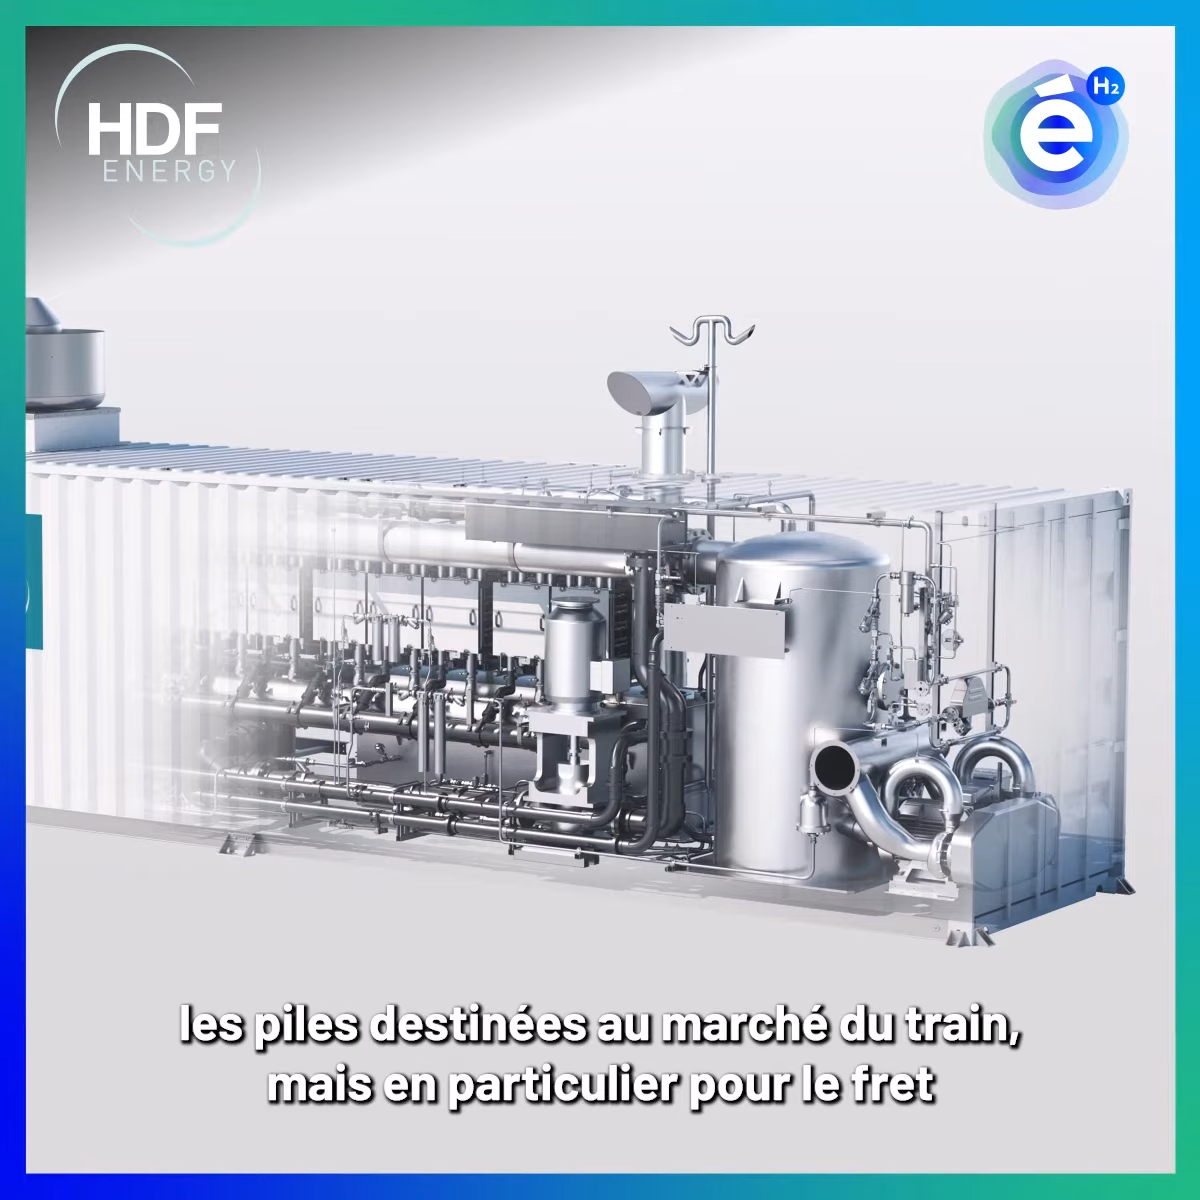 HDF
ENERGY
é
H₂
les piles destinées au marché du train,
mais en particulier pour le fret